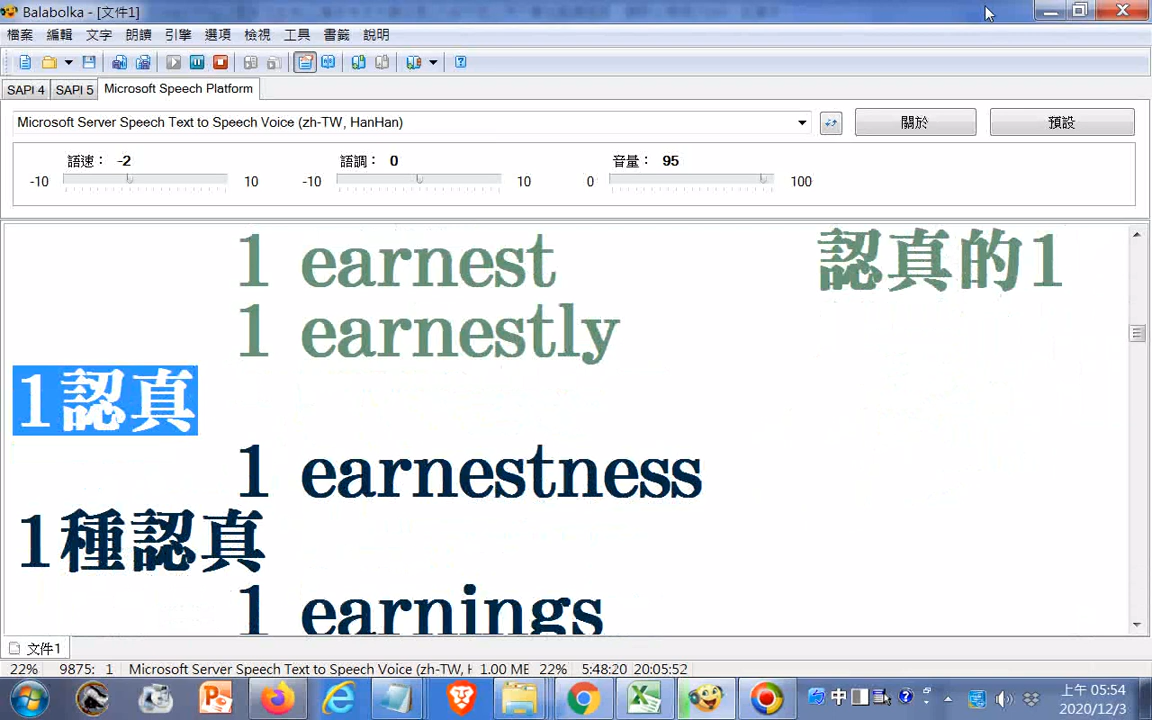 Balabolka - [文件1]
檔案 編輯 文字 朗讀 引擎 選項 檢視 工具 書籤 說明
SAPI 4 SAPI 5 Microsoft Speech Platform
Microsoft Server Speech Text to Speech Voice (zh-TW, HanHan) 關於 預設
語速： -2 語調： 0 音量： 95
-10 10 -10 10 0 100
1 earnest 認真的1
1 earnestly
1認真
1 earnestness
1種認真
1 earnings
文件1
22% 9875: 1 Microsoft Server Speech Text to Speech Voice (zh-TW, H 1.00 ME 22% 5:48:20 20:05:52
中 上午 05:54
2020/12/3